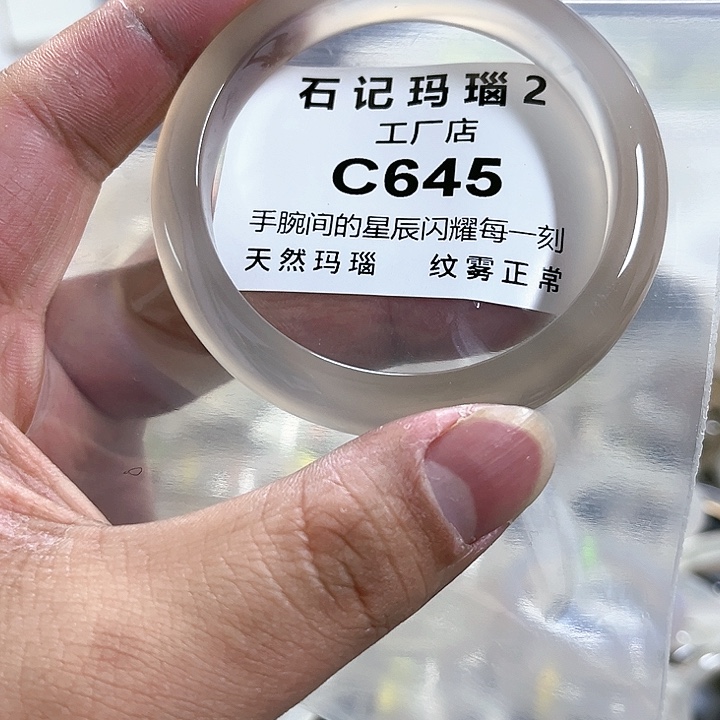 石记玛瑙2
工厂店
C645
手腕间的星辰闪耀每一刻
天然玛瑙 纹雾正常